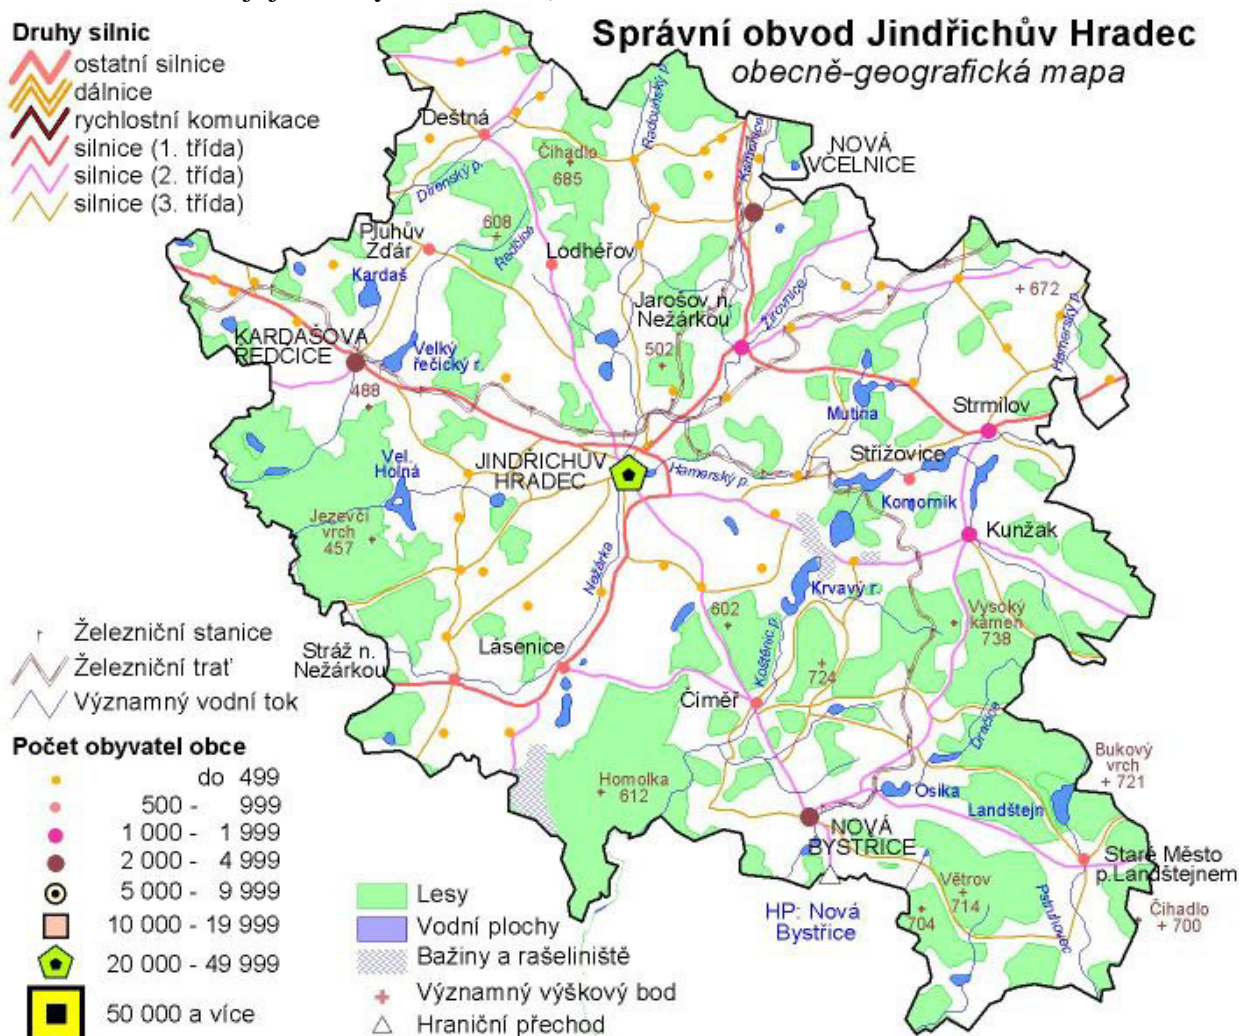 Správní obvod Jindřichův Hradec
obecně-geografická mapa
Druhy silnic
ostatní silnice
dálnice
rychlostní komunikace
silnice (1. třída)
silnice (2. třída)
silnice (3. třída)
Radouňský p.
Deštná
Čihadlo
685
Kamenice
NOVÁ
VČELNICE
Dírenský p.
608
Řečice
Pluhův
Žďár
Lodhéřov
Kardaš
Jarošov n.
Nežárkou
Žirovnice
+ 672
Hamerský p.
KARDAŠOVA
ŘEČICE
Velký
řečický r.
502
488
Mutina
Strmilov
Střížovice
JINDŘICHŮV
HRADEC
Hamerský p.
Vel.
Holná
Komorník
Kunžak
Jezevčí
vrch
457
Nežárka
Krvavý r.
602
Vysoký
kámen
738
Železniční stanice
Železniční trať
Významný vodní tok
Stráž n.
Nežárkou
Lásenice
Koštěnic p.
724
Číměř
Dračice
Počet obyvatel obce
do 499
500 - 999
1 000 - 1 999
2 000 - 4 999
5 000 - 9 999
10 000 - 19 999
20 000 - 49 999
50 000 a více
Homolka
612
Bukový
vrch
+ 721
Osika
Landštejn
NOVÁ
BYSTŘICE
Staré Město
p.Landštejnem
Větrov
714
704
HP: Nová
Bystřice
Pstruhovec
Čihadlo
+ 700
Lesy
Vodní plochy
Bažiny a rašeliniště
Významný výškový bod
Hraniční přechod